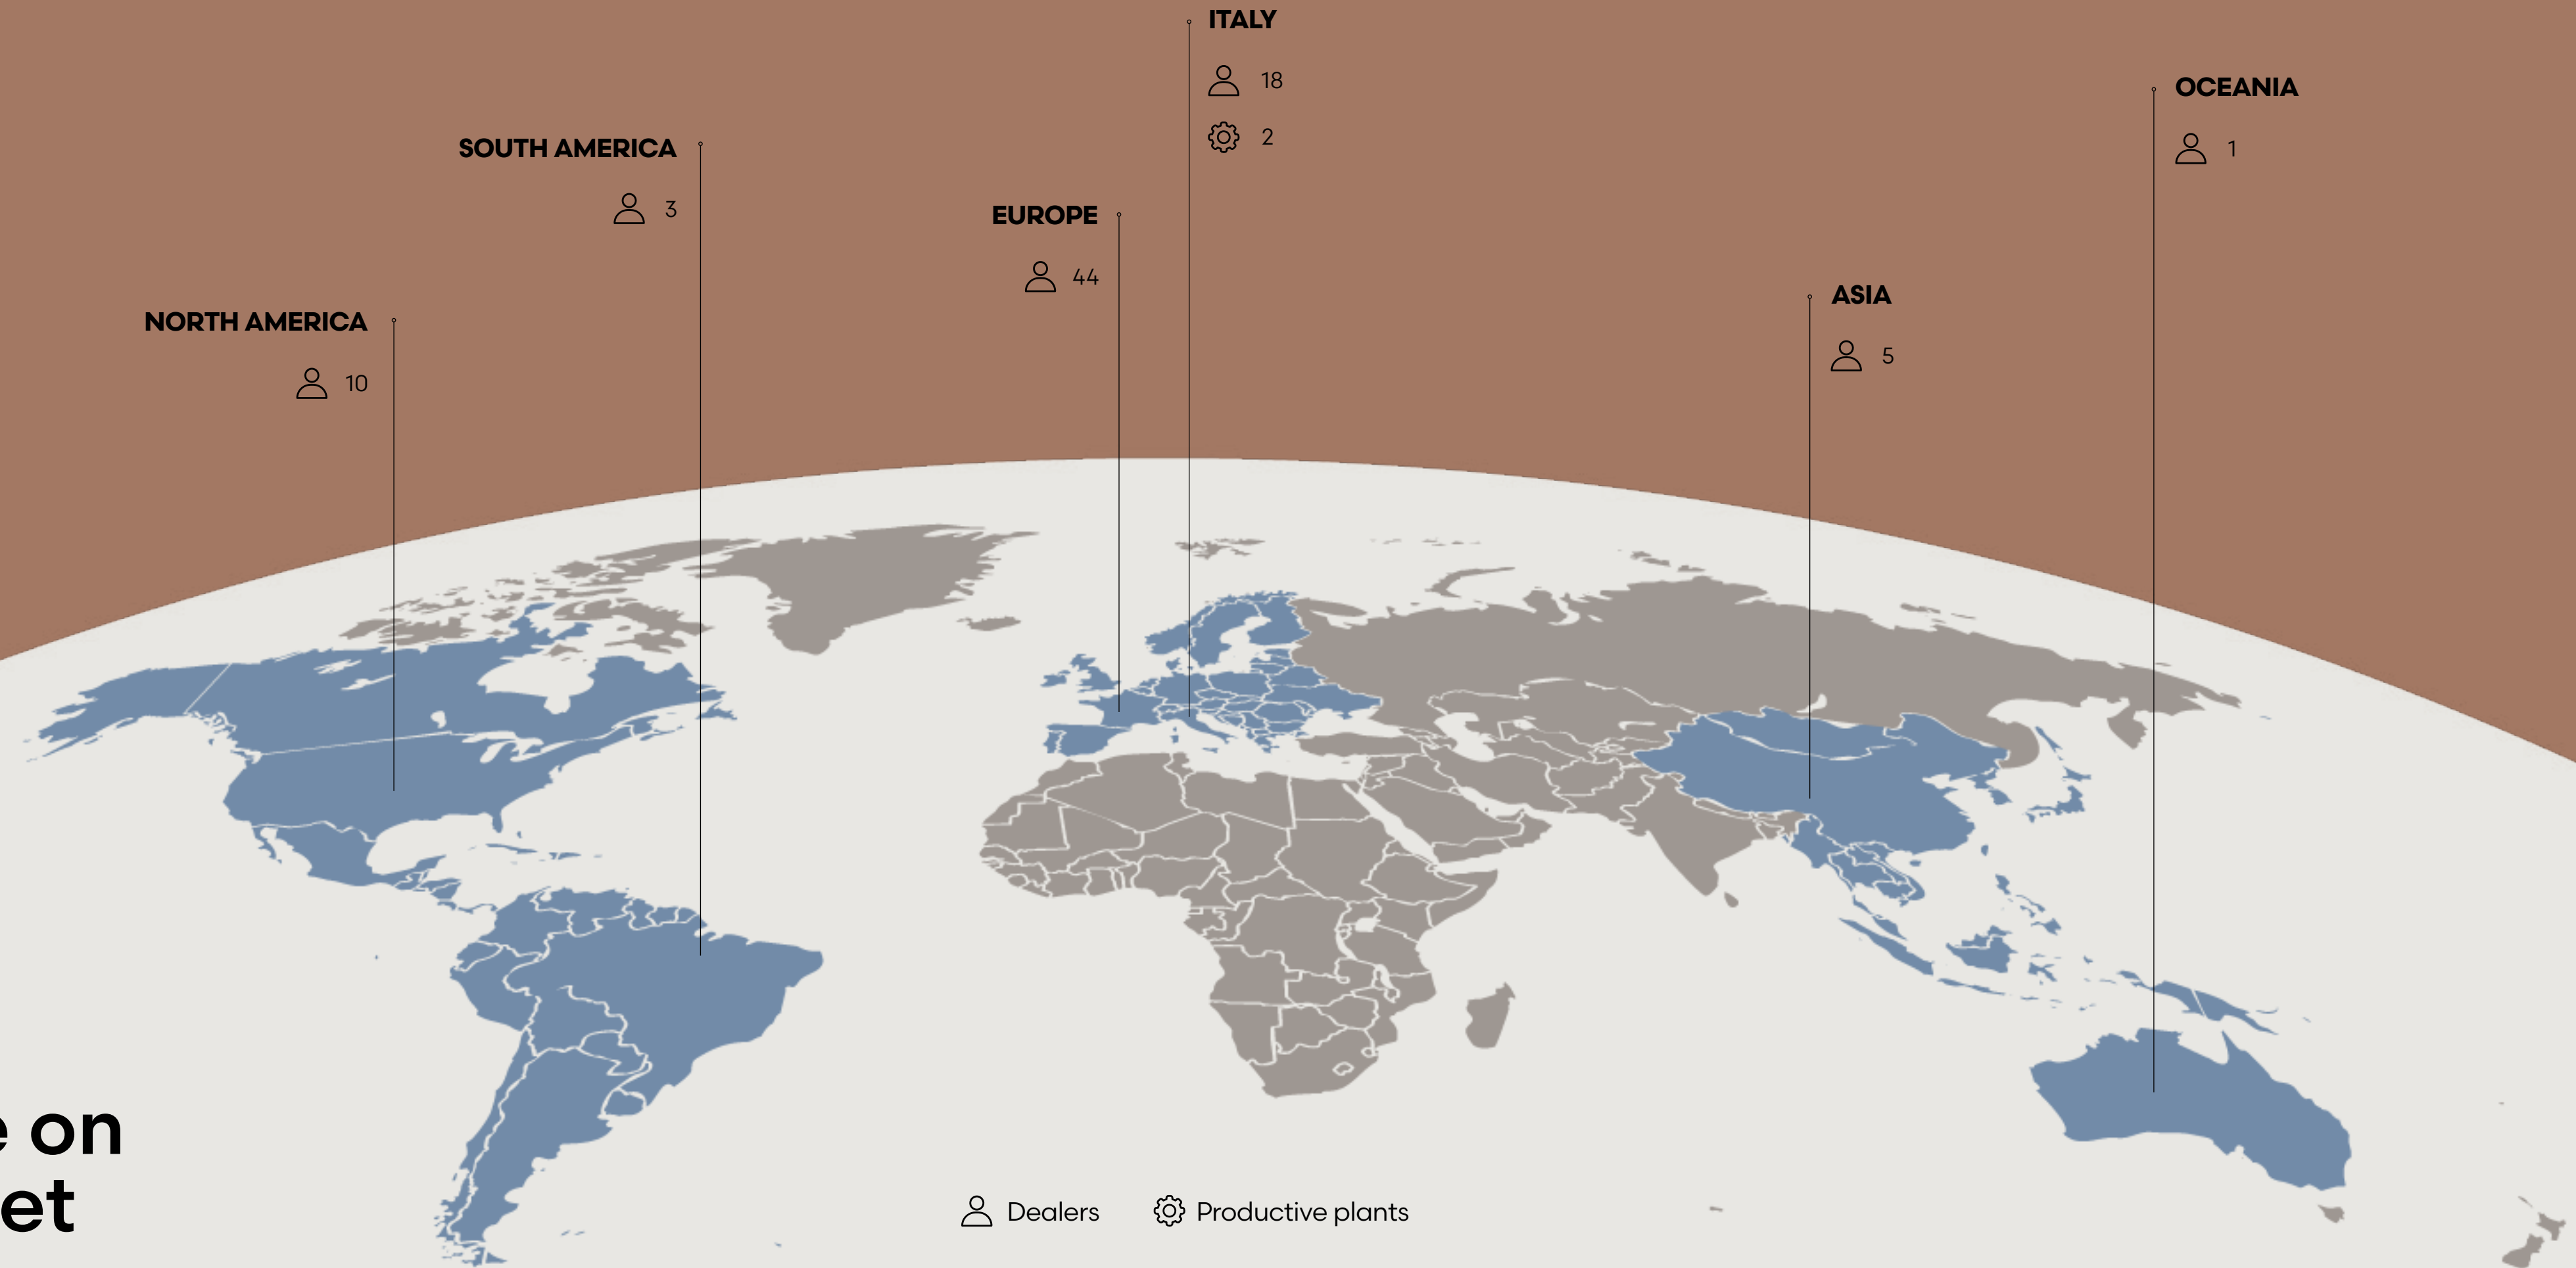 ITALY
18
2
OCEANIA
1
SOUTH AMERICA
3
EUROPE
44
ASIA
5
NORTH AMERICA
10
on
Dealers
Productive plants